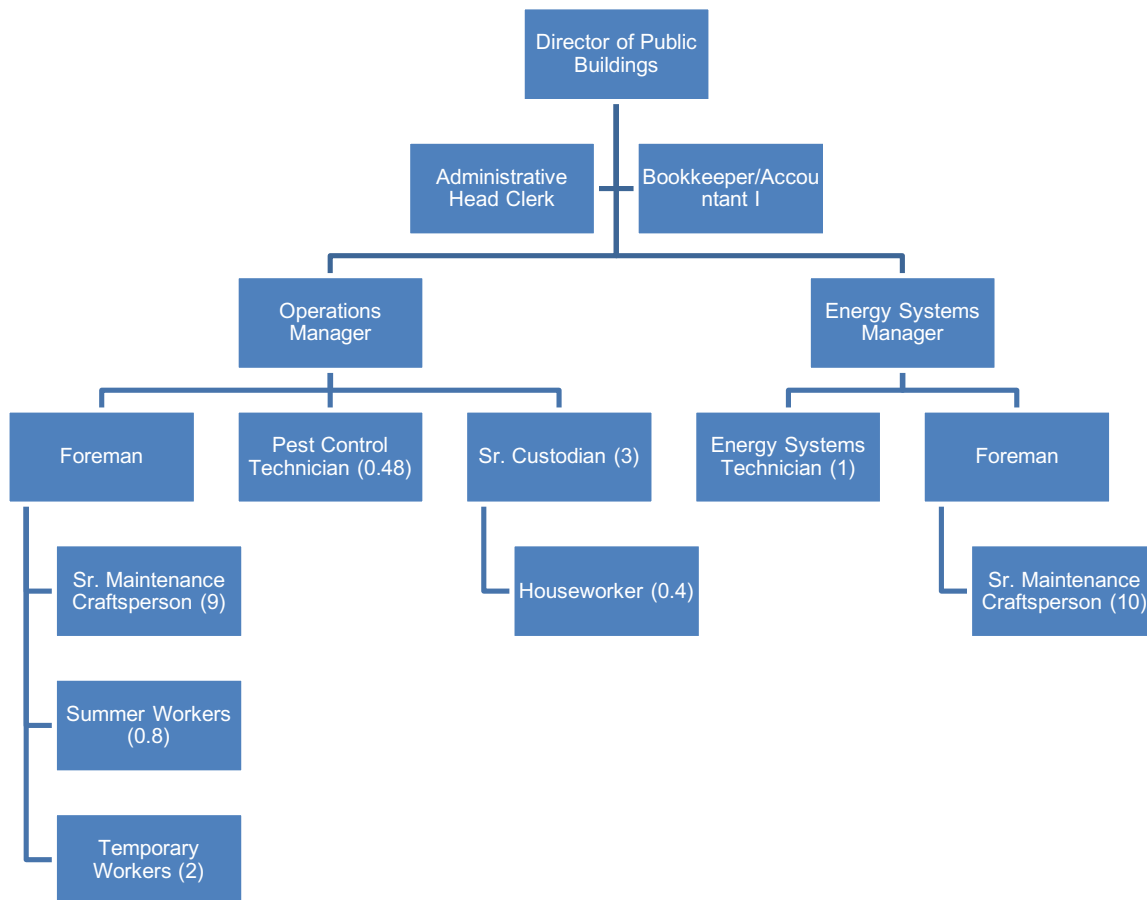 Director of Public
Buildings
Administrative
Head Clerk
Bookkeeper/Accou
ntant I
Operations
Manager
Energy Systems
Manager
Foreman
Pest Control
Technician (0.48)
Sr. Custodian (3)
Energy Systems
Technician (1)
Foreman
Sr. Maintenance
Craftsperson (9)
Houseworker (0.4)
Sr. Maintenance
Craftsperson (10)
Summer Workers
(0.8)
Temporary
Workers (2)